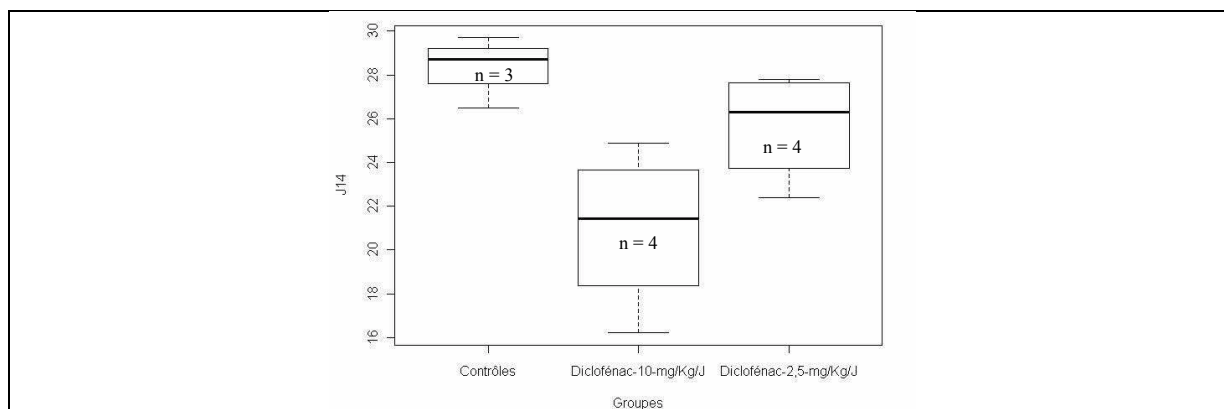 30
28
26
24
22
20
18
16
J14
n = 3
n = 4
n = 4
Contrôles
Diclofénac-10-mg/Kg/J
Diclofénac-2,5-mg/Kg/J
Groupes